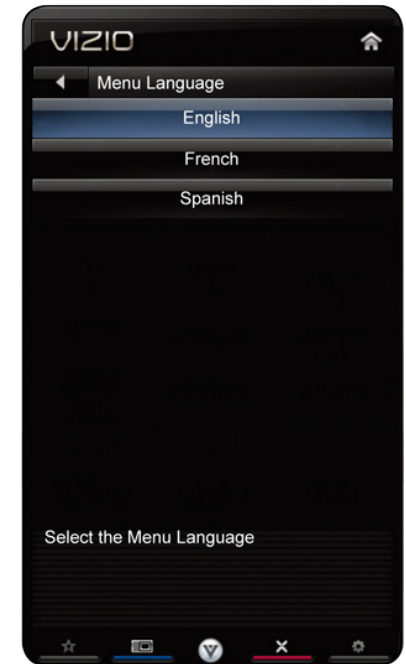 VIZIO
Menu Language
English
French
Spanish
Select the Menu Language
V